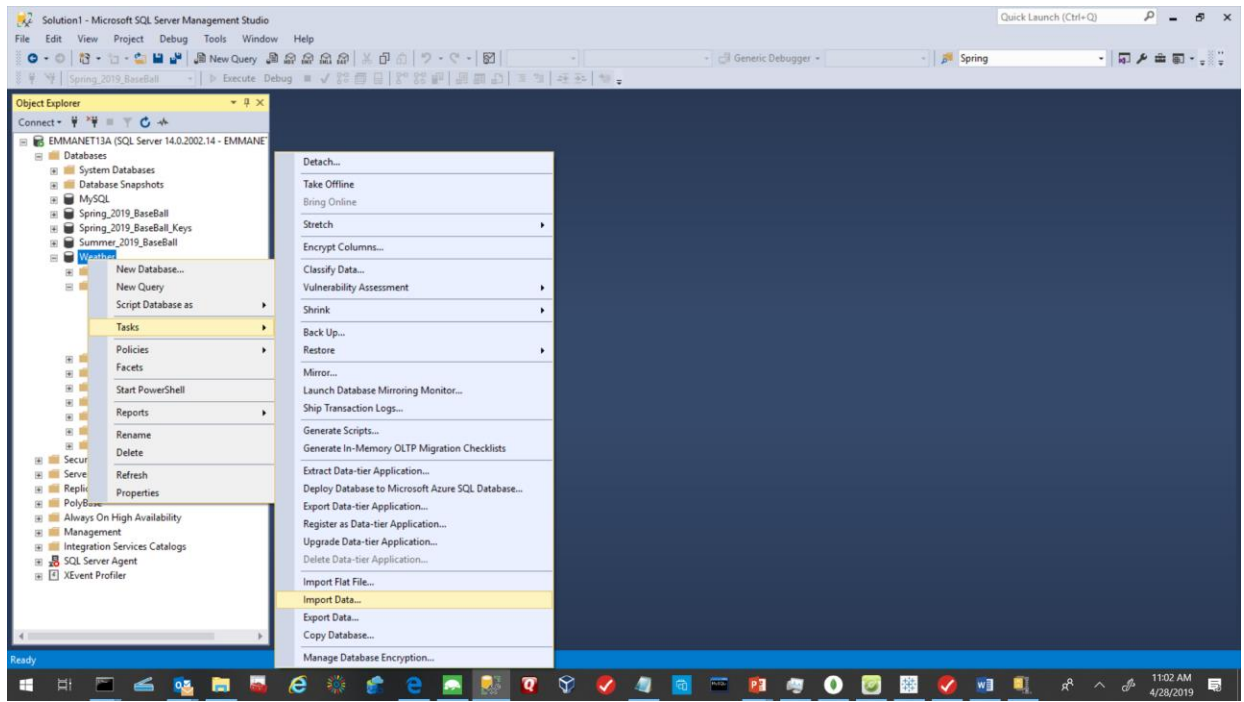 Solution1 - Microsoft SQL Server Management Studio
Quick Launch (Ctrl+Q)
File Edit View Project Debug Tools Window Help
New Query
Generic Debugger
Spring
Spring_2019_BaseBall
Execute Debug
Object Explorer
Connect
EMMANET13A (SQL Server 14.0.2002.14 - EMMANET
Databases
System Databases
Database Snapshots
MySQL
Spring_2019_BaseBall
Spring_2019_BaseBall_Keys
Summer_2019_BaseBall
Weather
New Database...
New Query
Script Database as
Tasks
Policies
Facets
Start PowerShell
Reports
Rename
Delete
Refresh
Properties
Secur
Serve
Replic
PolyBase
Always On High Availability
Management
Integration Services Catalogs
SQL Server Agent
XEvent Profiler
Detach...
Take Offline
Bring Online
Stretch
Encrypt Columns...
Classify Data...
Vulnerability Assessment
Shrink
Back Up...
Restore
Mirror...
Launch Database Mirroring Monitor...
Ship Transaction Logs...
Generate Scripts...
Generate In-Memory OLTP Migration Checklists
Extract Data-tier Application...
Deploy Database to Microsoft Azure SQL Database...
Export Data-tier Application...
Register as Data-tier Application...
Upgrade Data-tier Application...
Delete Data-tier Application...
Import Flat File...
Import Data...
Export Data...
Copy Database...
Manage Database Encryption...
Ready
11:02 AM
4/28/2019